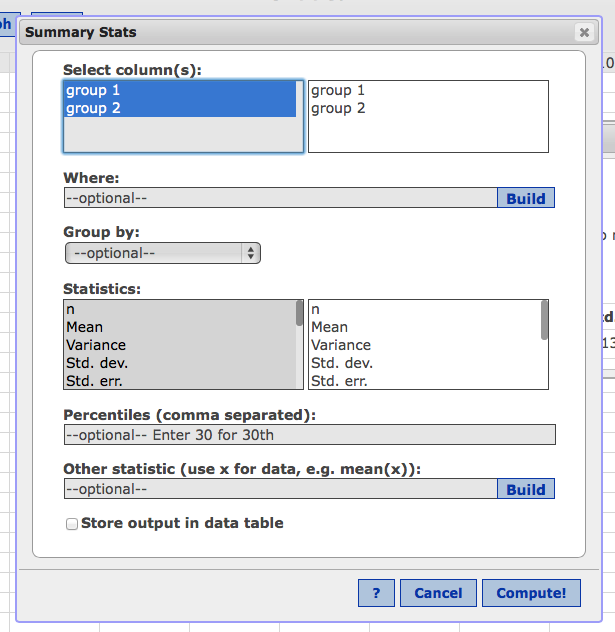 ph
Summary Stats
Select column(s):
group 1
group 2
group 1
group 2
Where:
--optional--
Build
Group by:
--optional--
Statistics:
n
Mean
Variance
Std. dev.
Std. err.
n
Mean
Variance
Std. dev.
Std. err.
Percentiles (comma separated):
--optional-- Enter 30 for 30th
Other statistic (use x for data, e.g. mean(x)):
--optional--
Build
Store output in data table
?
Cancel
Compute!